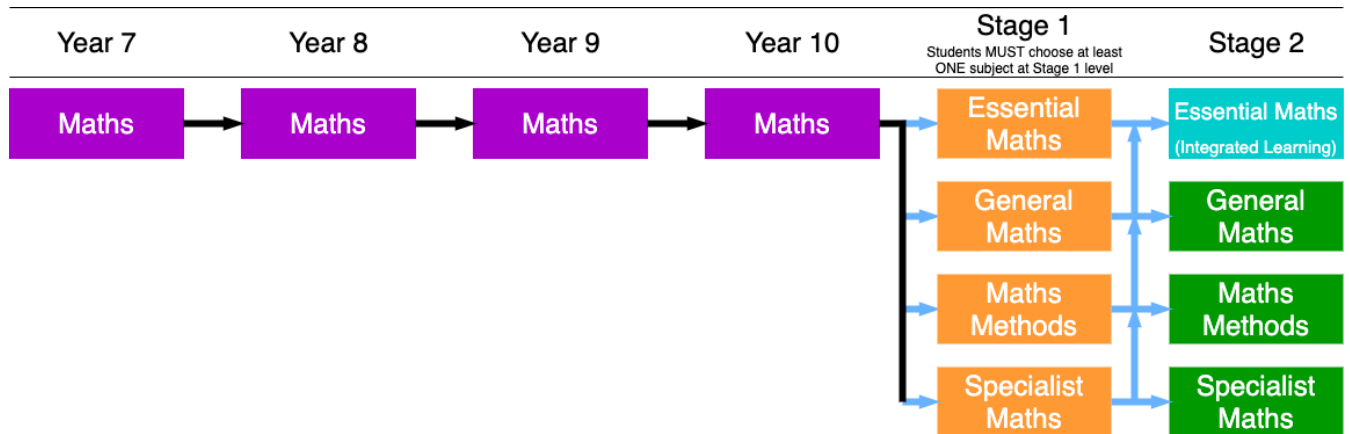 Year 7
Year 8
Year 9
Year 10
Stage 1
Students MUST choose at least
ONE subject at Stage 1 level
Stage 2
Maths
Maths
Maths
Maths
Essential
Maths
Essential Maths
(Integrated Learning)
General
Maths
General
Maths
Maths
Methods
Maths
Methods
Specialist
Maths
Specialist
Maths